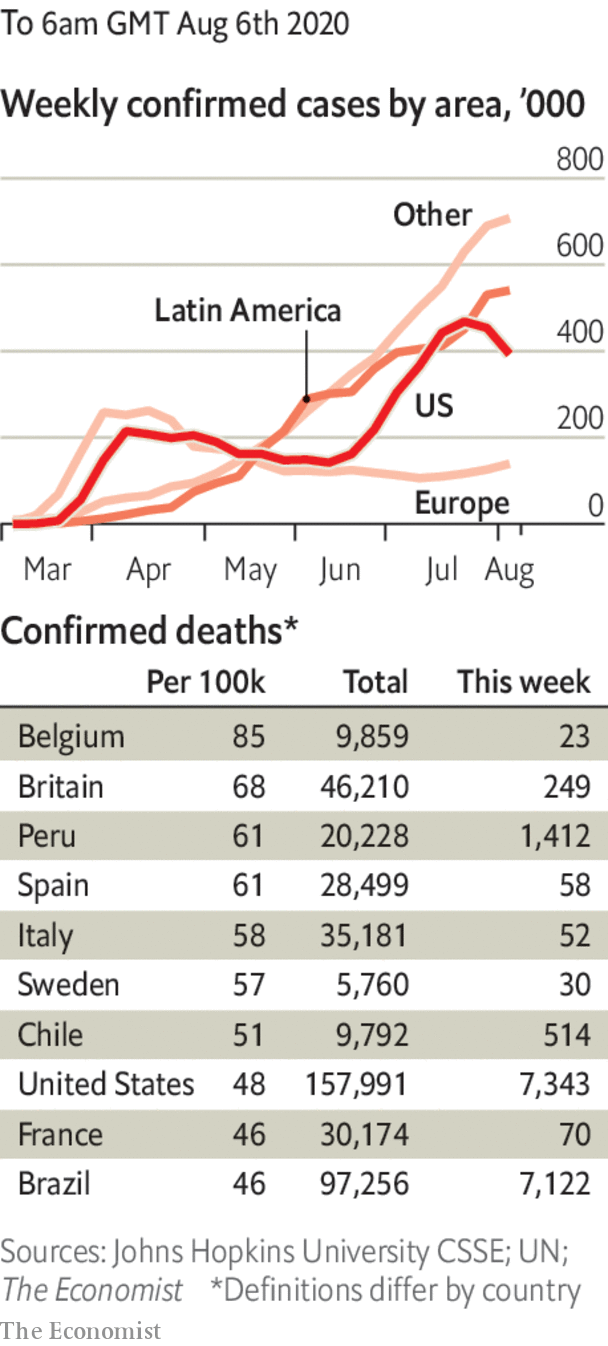 To 6am GMT Aug 6th 2020
Weekly confirmed cases by area, ’000
800
Other
600
Latin America
400
US
200
Europe
0
Mar Apr May Jun Jul Aug
Confirmed deaths*
Per 100k Total This week
Belgium 85 9,859 23
Britain 68 46,210 249
Peru 61 20,228 1,412
Spain 61 28,499 58
Italy 58 35,181 52
Sweden 57 5,760 30
Chile 51 9,792 514
United States 48 157,991 7,343
France 46 30,174 70
Brazil 46 97,256 7,122
Sources: Johns Hopkins University CSSE; UN;
The Economist *Definitions differ by country
The Economist